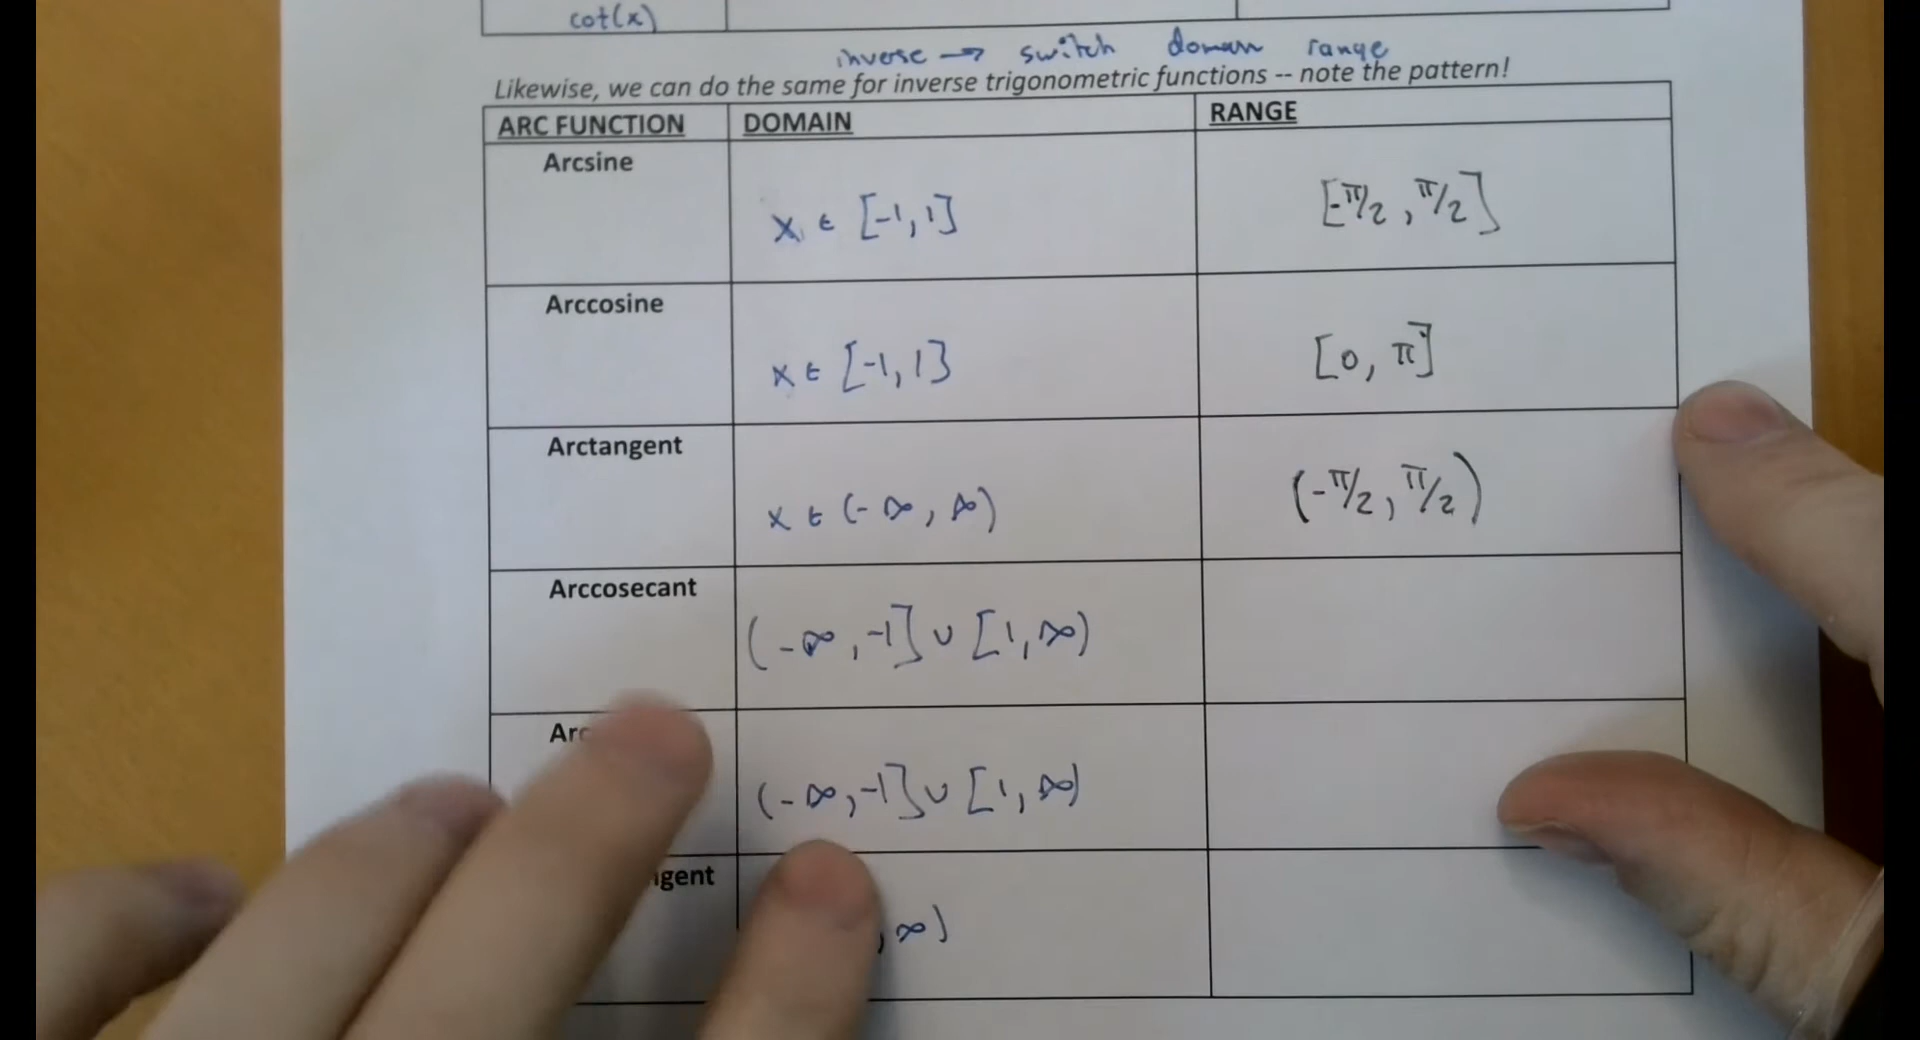 cot(x)
inverse → switch domain range
Likewise, we can do the same for inverse trigonometric functions -- note the pattern!
ARC FUNCTION DOMAIN RANGE
Arcsine
x ∈ [-1, 1] [-π/2, π/2]
Arccosine
x ∈ [-1, 1] [0, π]
Arctangent
x ∈ (-∞, ∞) (-π/2, π/2)
Arccosecant
(-∞, -1] ∪ [1, ∞)
Arc
(-∞, -1] ∪ [1, ∞)
gent
, ∞)